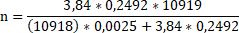 n = 3,84 * 0,2492 * 10919
(10918) * 0,0025 + 3,84 * 0,2492